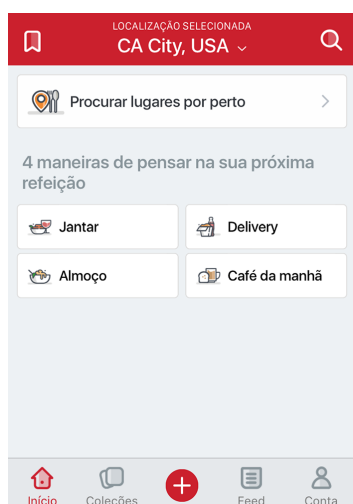 LOCALIZAÇÃO SELECIONADA
CA City, USA
Procurar lugares por perto
4 maneiras de pensar na sua próxima
refeição
Jantar
Delivery
Almoço
Café da manhã
Início
Coleções
Feed
Conta